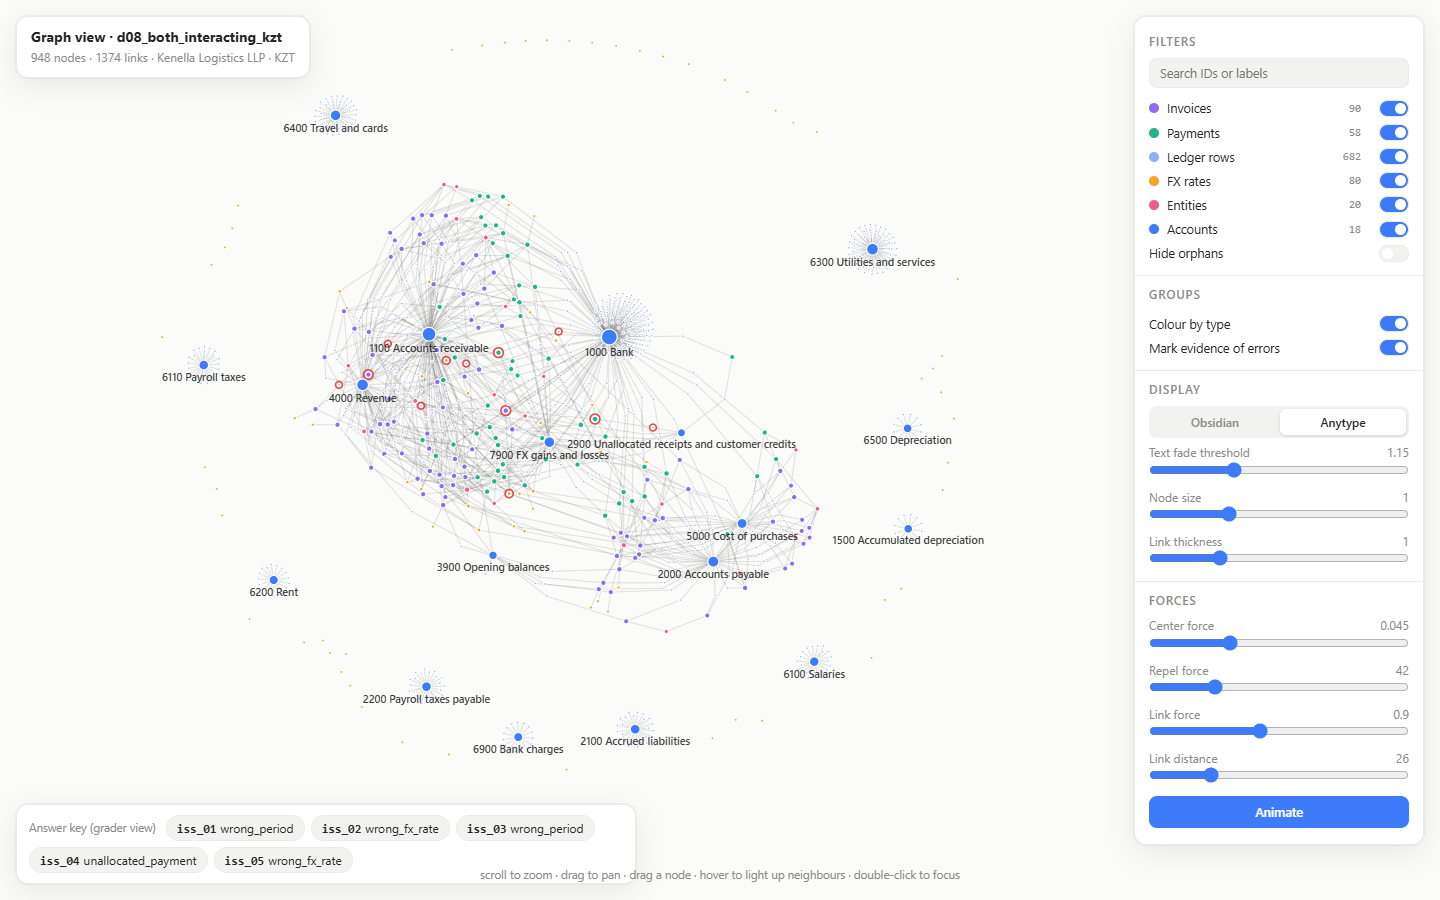 Graph view · d08_both_interacting_kzt
948 nodes · 1374 links · Kenella Logistics LLP · KZT
6400 Travel and cards
6300 Utilities and services
1100 Accounts receivable
1000 Bank
6110 Payroll taxes
4000 Revenue
2900 Unallocated receipts and customer credits
6500 Depreciation
7900 FX gains and losses
5000 Cost of purchases
1500 Accumulated depreciation
3900 Opening balances
2000 Accounts payable
6200 Rent
6100 Salaries
2200 Payroll taxes payable
6900 Bank charges
2100 Accrued liabilities
FILTERS
Search IDs or labels
Invoices 90
Payments 58
Ledger rows 682
FX rates 80
Entities 20
Accounts 18
Hide orphans
GROUPS
Colour by type
Mark evidence of errors
DISPLAY
Obsidian Anytype
Text fade threshold 1.15
Node size 1
Link thickness 1
FORCES
Center force 0.045
Repel force 42
Link force 0.9
Link distance 26
Animate
Answer key (grader view) iss_01 wrong_period iss_02 wrong_fx_rate iss_03 wrong_period
iss_04 unallocated_payment iss_05 wrong_fx_rate
scroll to zoom · drag to pan · drag a node · hover to light up neighbours · double-click to focus